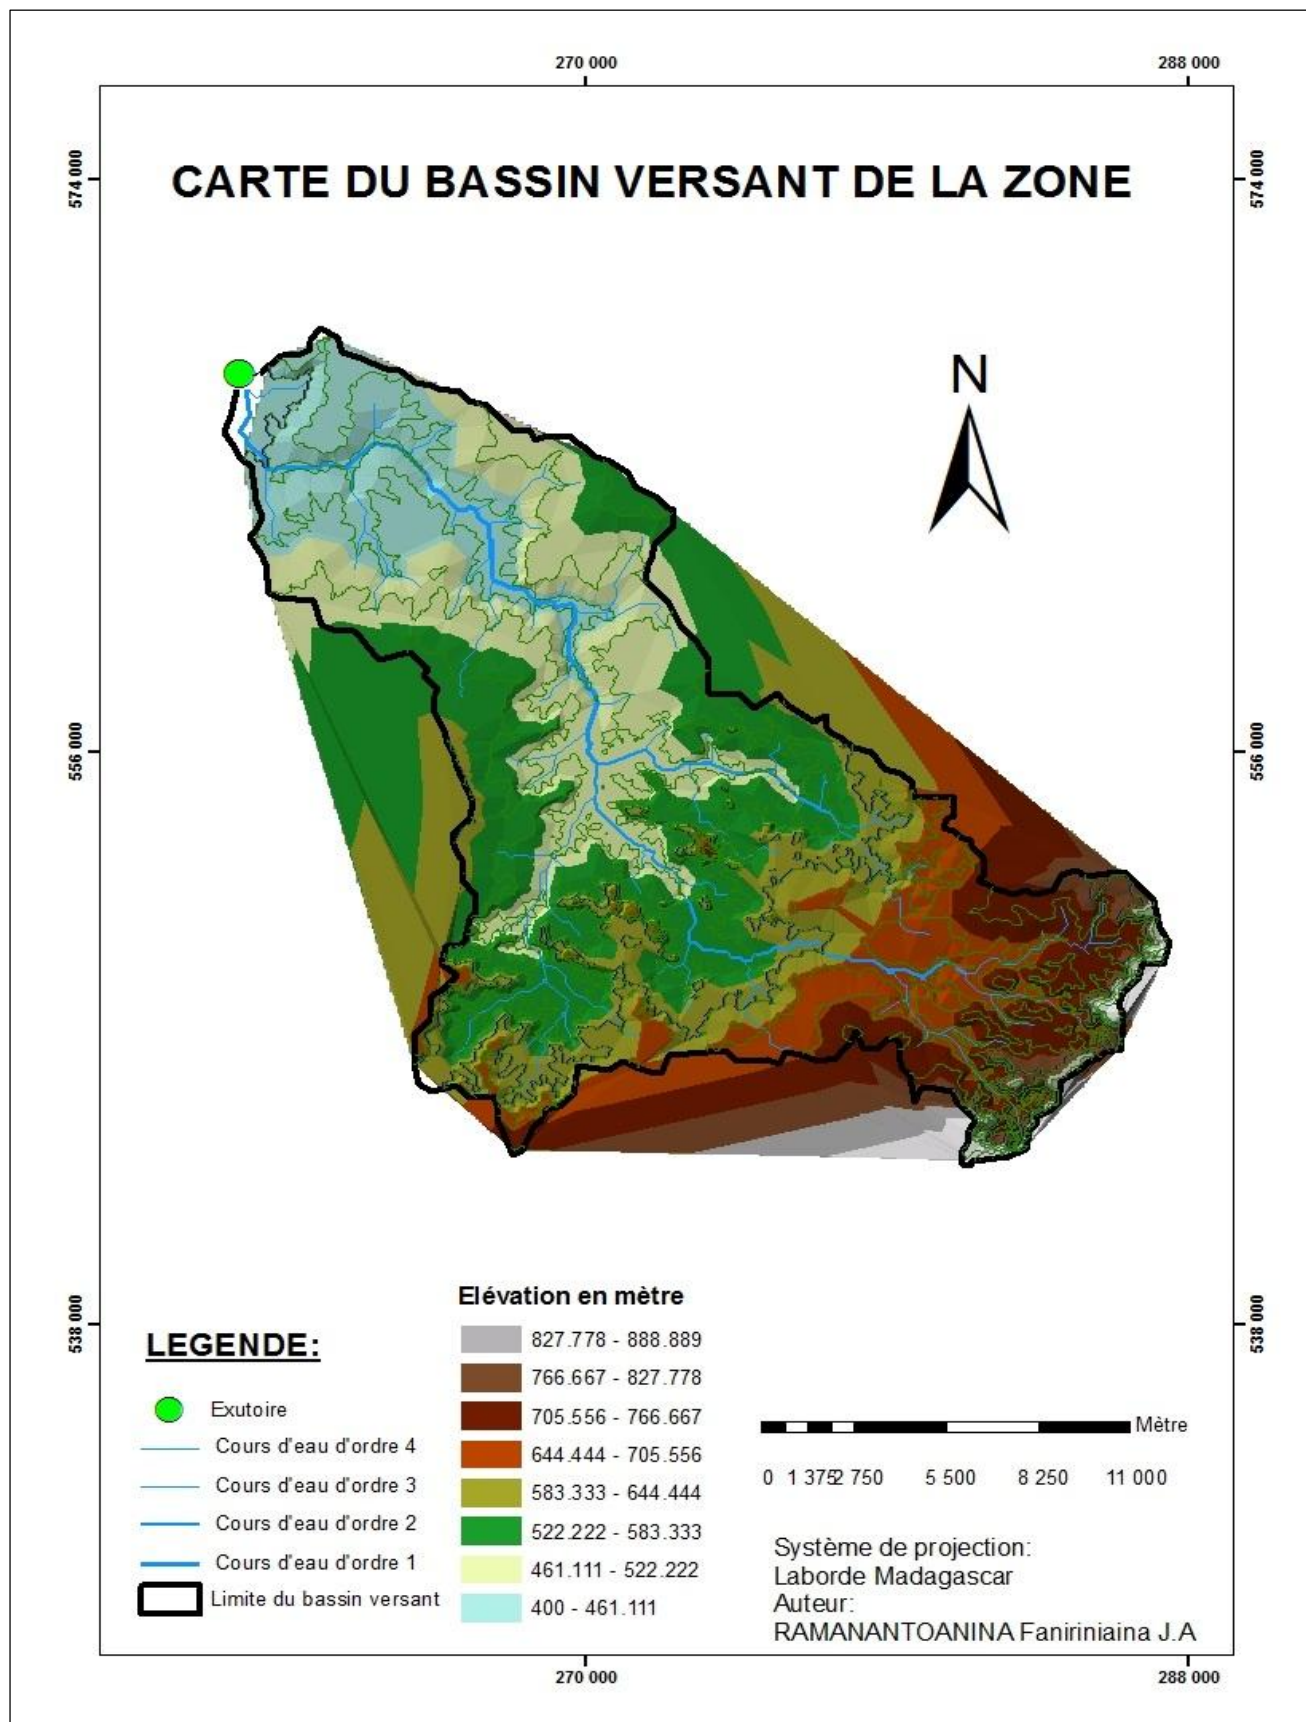 270 000
288 000
574 000
574 000
CARTE DU BASSIN VERSANT DE LA ZONE
N
556 000
556 000
538 000
538 000
LEGENDE:
Exutoire
Cours d'eau d'ordre 4
Cours d'eau d'ordre 3
Cours d'eau d'ordre 2
Cours d'eau d'ordre 1
Limite du bassin versant
Elévation en mètre
827.778 - 888.889
766.667 - 827.778
705.556 - 766.667
644.444 - 705.556
583.333 - 644.444
522.222 - 583.333
461.111 - 522.222
400 - 461.111
Mètre
0 1 375 2 750 5 500 8 250 11 000
Système de projection:
Laborde Madagascar
Auteur:
RAMANANTOANINA Faniriniaina J.A
270 000
288 000